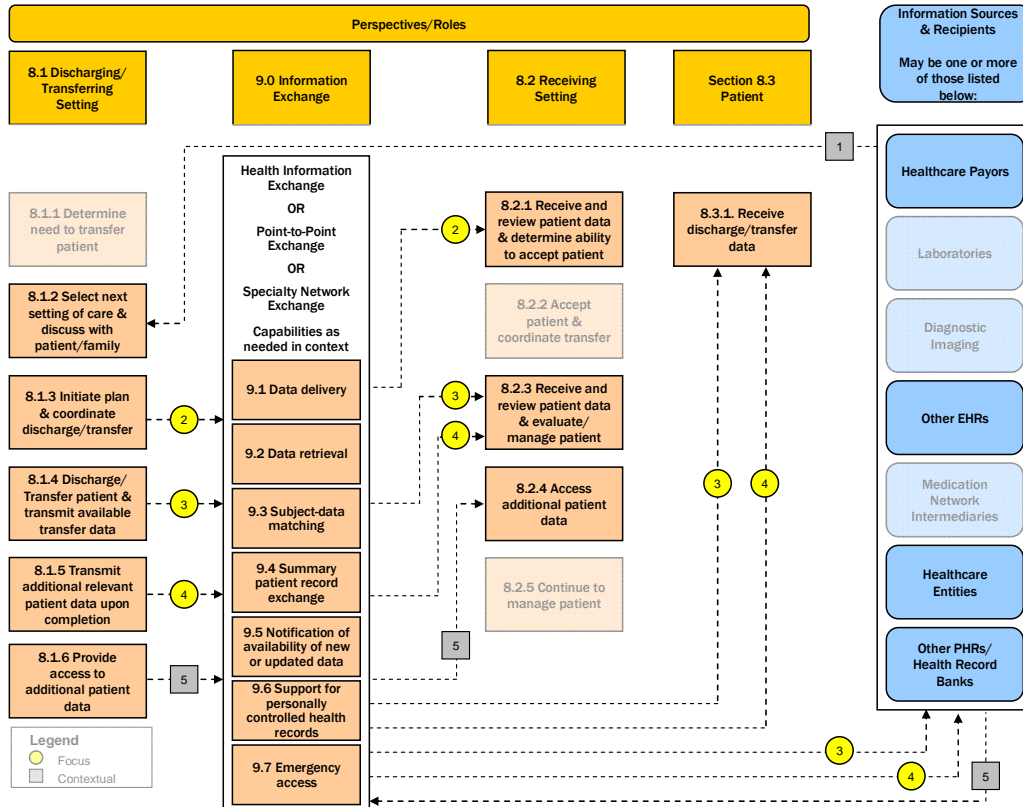 Perspectives/Roles
Information Sources
& Recipients
May be one or more
of those listed
below:
8.1 Discharging/
Transferring
Setting
9.0 Information
Exchange
8.2 Receiving
Setting
Section 8.3
Patient
1
Health Information
Exchange
OR
Point-to-Point
Exchange
OR
Specialty Network
Exchange
Capabilities as
needed in context
8.1.1 Determine
need to transfer
patient
8.1.2 Select next
setting of care &
discuss with
patient/family
8.1.3 Initiate plan
& coordinate
discharge/transfer
2
8.1.4 Discharge/
Transfer patient &
transmit available
transfer data
3
8.1.5 Transmit
additional relevant
patient data upon
completion
4
8.1.6 Provide
access to
additional patient
data
5
9.1 Data delivery
9.2 Data retrieval
9.3 Subject-data
matching
9.4 Summary
patient record
exchange
9.5 Notification of
availability of new
or updated data
9.6 Support for
personally
controlled health
records
9.7 Emergency
access
2
8.2.1 Receive and
review patient data
& determine ability
to accept patient
8.2.2 Accept
patient &
coordinate transfer
3
4
8.2.3 Receive and
review patient data
& evaluate/
manage patient
8.2.4 Access
additional patient
data
5
8.2.5 Continue to
manage patient
8.3.1. Receive
discharge/transfer
data
3
4
Healthcare Payors
Laboratories
Diagnostic
Imaging
Other EHRs
Medication
Network
Intermediaries
Healthcare
Entities
Other PHRs/
Health Record
Banks
3
4
5
Legend
Focus
Contextual